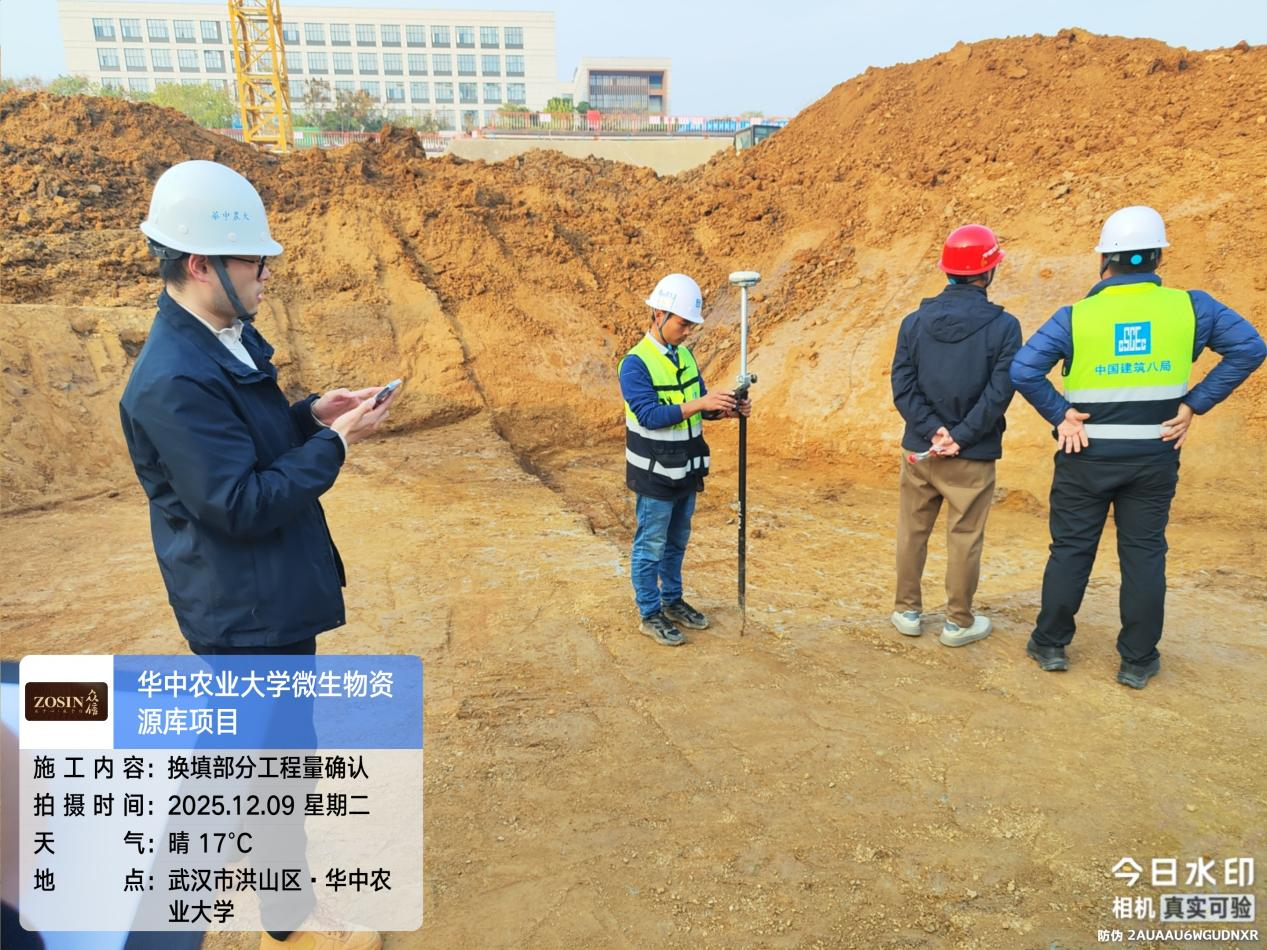 华中农大
CSCEC
中国建筑八局
ZOSIN 众信
华中农业大学微生物资
源库项目
施工内容：换填部分工程量确认
拍摄时间：2025.12.09 星期二
天气：晴 17℃
地点：武汉市洪山区·华中农
业大学
今日水印
相机 真实可验
防伪 2AUAAU6WGUDNXR